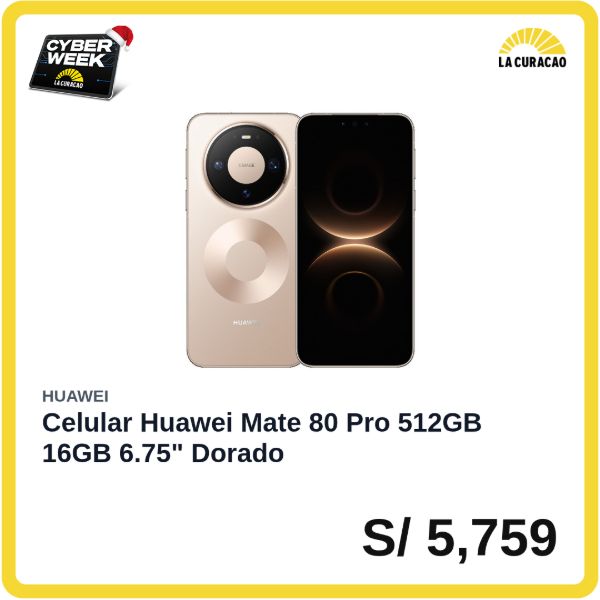 CYBER
WEEK
LA CURACAO
LA CURACAO
HUAWEI
HUAWEI
Celular Huawei Mate 80 Pro 512GB
16GB 6.75" Dorado
S/ 5,759